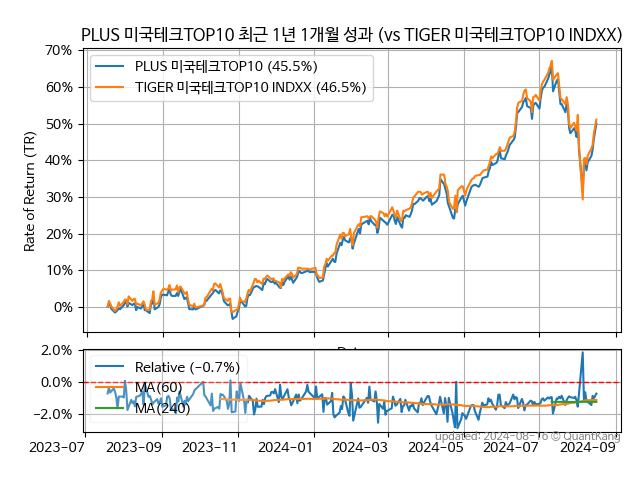 PLUS 미국테크TOP10 최근 1년 1개월 성과 (vs TIGER 미국테크TOP10 INDXX)
70%
60%
50%
40%
30%
20%
10%
0%
Rate of Return (TR)
PLUS 미국테크TOP10 (45.5%)
TIGER 미국테크TOP10 INDXX (46.5%)
2.0%
0.0%
−2.0%
Relative (−0.7%)
MA(60)
MA(240)
updated: 2024-08-16 © QuantKang
2023-07
2023-09
2023-11
2024-01
2024-03
2024-05
2024-07
2024-09